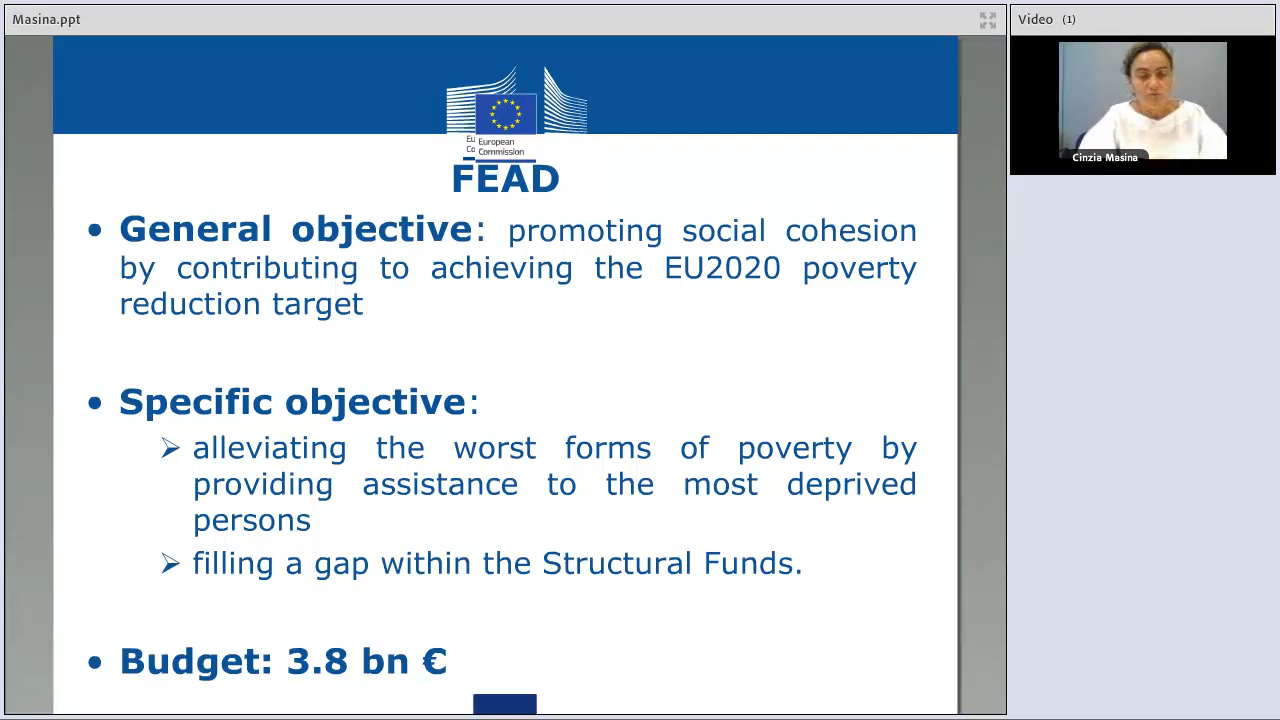 Masina.ppt
Video (1)
Cinzia Masina
Eu
Co
European
Commission
FEAD
• General objective: promoting social cohesion
by contributing to achieving the EU2020 poverty
reduction target
• Specific objective:
➢ alleviating the worst forms of poverty by
providing assistance to the most deprived
persons
➢ filling a gap within the Structural Funds.
• Budget: 3.8 bn €